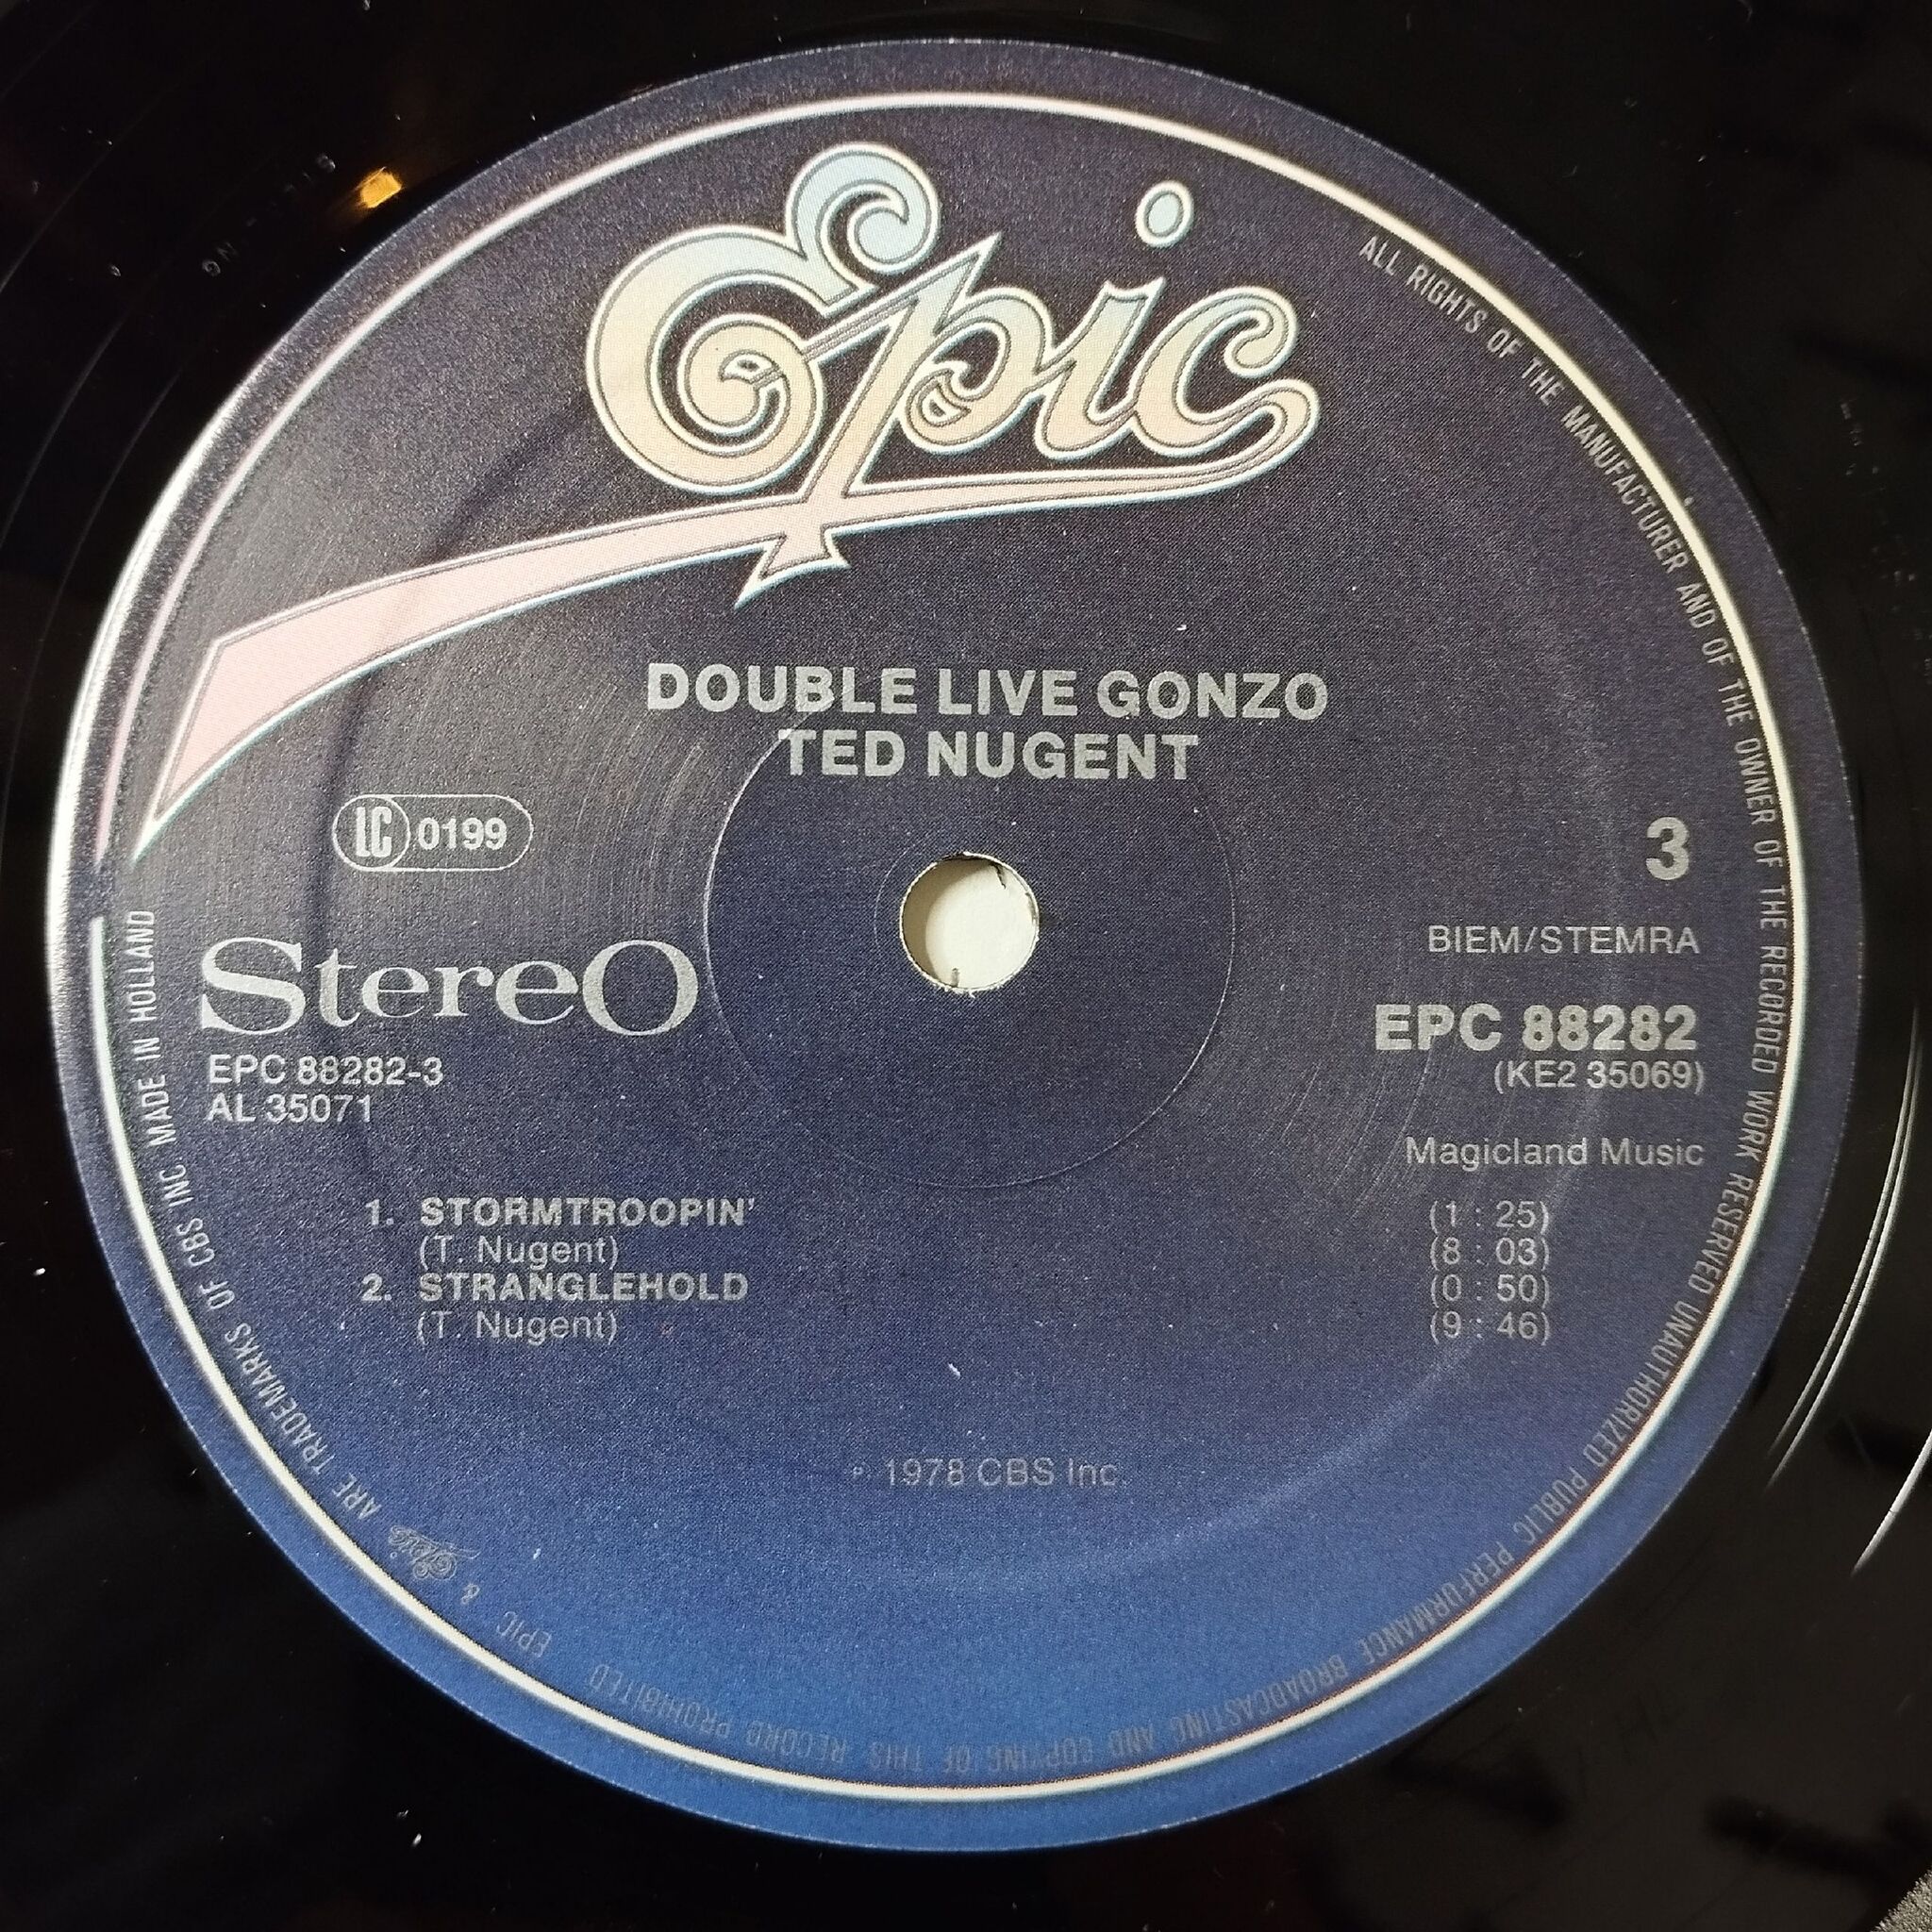 Epic
DOUBLE LIVE GONZO
TED NUGENT
LC 0199
3
Stereo
BIEM/STEMRA
EPC 88282-3
EPC 88282
AL 35071
(KE2 35069)
Magicland Music
1. STORMTROOPIN' (1 : 25)
(T. Nugent) (8 : 03)
2. STRANGLEHOLD (0 : 50)
(T. Nugent) (9 : 46)
℗ 1978 CBS Inc.
ALL RIGHTS OF THE MANUFACTURER AND OF THE OWNER OF THE RECORDED WORK RESERVED UNAUTHORIZED PUBLIC PERFORMANCE BROADCASTING AND COPYING OF THIS RECORD PROHIBITED
EPIC & Epic ARE TRADEMARKS OF CBS INC MADE IN HOLLAND